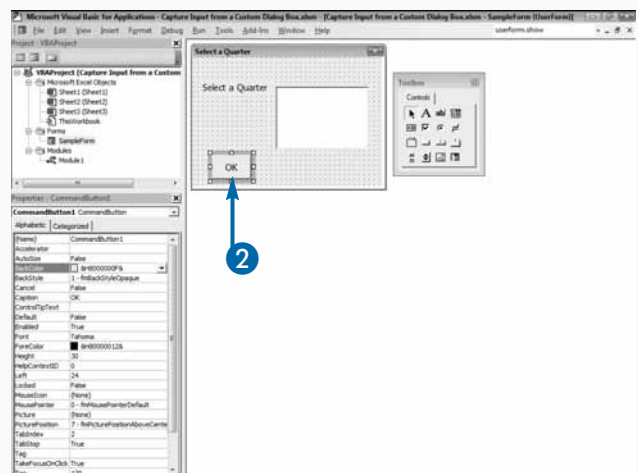 Microsoft Visual Basic for Applications - Capture Input from a Custom Dialog Box.xlsm - [Capture Input from a Custom Dialog Box.xlsm - SampleForm (UserForm)]
File Edit View Insert Format Debug Run Tools Add-Ins Window Help
userform.show
Project - VBAProject
VBAProject (Capture Input from a Custom
Microsoft Excel Objects
Sheet1 (Sheet1)
Sheet2 (Sheet2)
Sheet3 (Sheet3)
ThisWorkbook
Forms
SampleForm
Modules
Module1
Select a Quarter
Select a Quarter
OK
2
Toolbox
Controls
A
Properties - CommandButton1
CommandButton1 CommandButton
Alphabetic Categorized
(Name) CommandButton1
Accelerator
AutoSize False
BackColor &H8000000F&
BackStyle 1 - fmBackStyleOpaque
Cancel False
Caption OK
ControlTipText
Default False
Enabled True
Font Tahoma
ForeColor &H80000012&
Height 30
HelpContextID 0
Left 24
Locked False
MouseIcon (None)
MousePointer 0 - fmMousePointerDefault
Picture (None)
PicturePosition 7 - fmPicturePositionAboveCente
TabIndex 2
TabStop True
Tag
TakeFocusOnClick True